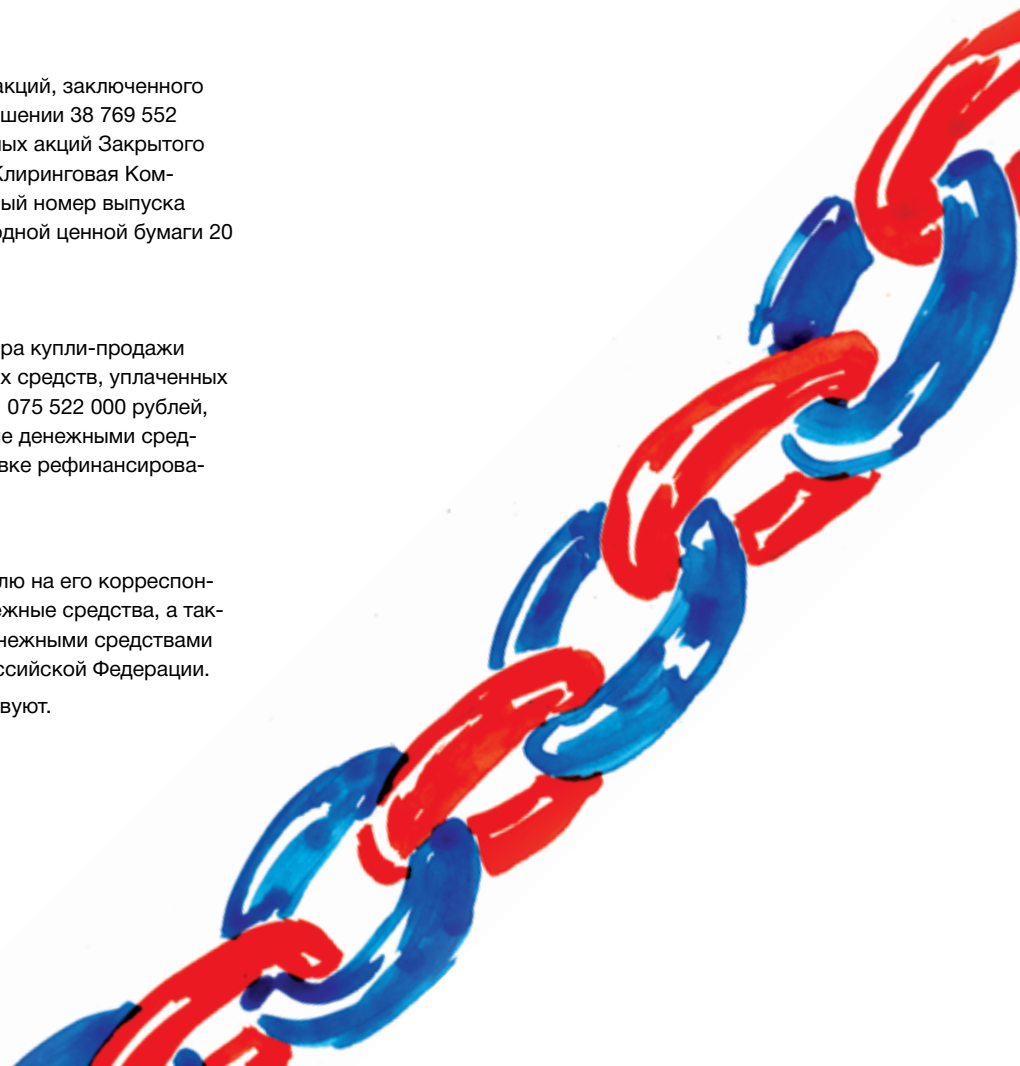 акций, заключенного
шении 38 769 552
ых акций Закрытого
Клиринговая Ком-
ый номер выпуска
одной ценной бумаги 20
ра купли-продажи
х средств, уплаченных
075 522 000 рублей,
е денежными сред-
вке рефинансирова-
лю на его корреспон-
ежные средства, а так-
нежными средствами
ссийской Федерации.
вуют.